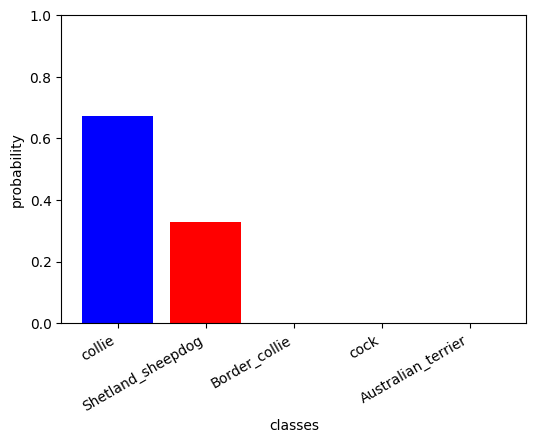 1.0
0.8
0.6
0.4
0.2
0.0
probability
collie
Shetland_sheepdog
Border_collie
cock
Australian_terrier
classes